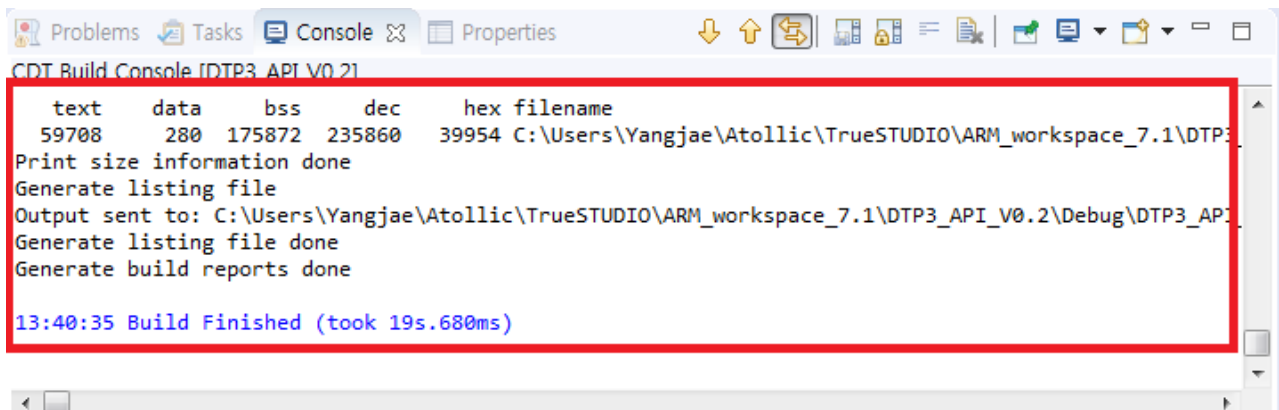 Problems Tasks Console Properties
CDT Build Console [DTP3_API_V0.2]
text data bss dec hex filename
59708 280 175872 235860 39954 C:\Users\Yangjae\Atollic\TrueSTUDIO\ARM_workspace_7.1\DTP3_
Print size information done
Generate listing file
Output sent to: C:\Users\Yangjae\Atollic\TrueSTUDIO\ARM_workspace_7.1\DTP3_API_V0.2\Debug\DTP3_API_
Generate listing file done
Generate build reports done
13:40:35 Build Finished (took 19s.680ms)